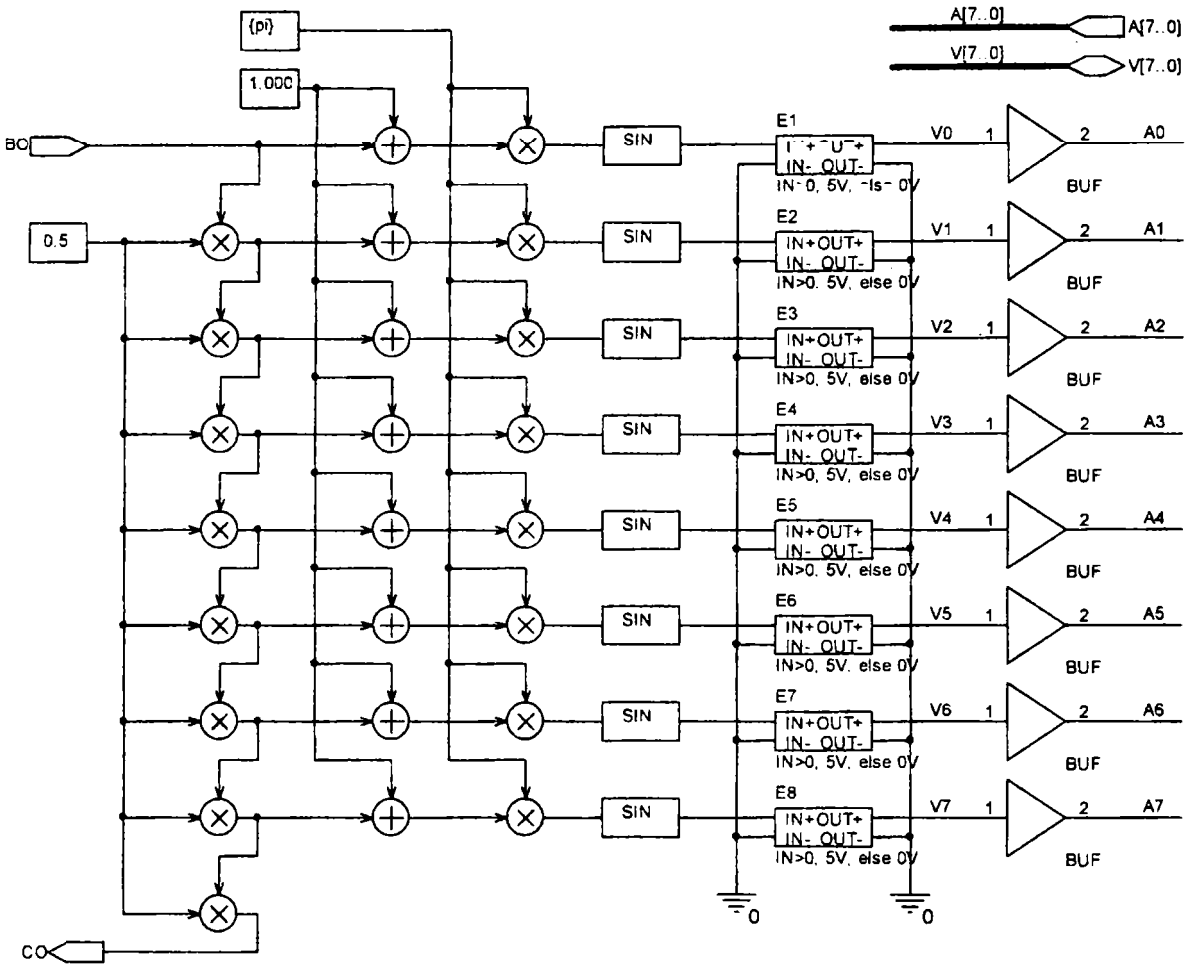 {pi}
A[7..0]
A[7..0]
1.000
V[7..0]
V[7..0]
BO
SIN
E1
IN- OUT-
V0
1
2
A0
BUF
0.5
SIN
E2
IN+OUT+
IN- OUT-
IN>0, 5V, else 0V
V1
1
2
A1
BUF
SIN
E3
IN+OUT+
IN- OUT-
IN>0, 5V, else 0V
V2
1
2
A2
BUF
SIN
E4
IN+OUT+
IN- OUT-
IN>0, 5V, else 0V
V3
1
2
A3
BUF
SIN
E5
IN+OUT+
IN- OUT-
IN>0, 5V, else 0V
V4
1
2
A4
BUF
SIN
E6
IN+OUT+
IN- OUT-
IN>0, 5V, else 0V
V5
1
2
A5
BUF
SIN
E7
IN+OUT+
IN- OUT-
IN>0, 5V, else 0V
V6
1
2
A6
BUF
SIN
E8
IN+OUT+
IN- OUT-
IN>0, 5V, else 0V
V7
1
2
A7
BUF
0
0
CO